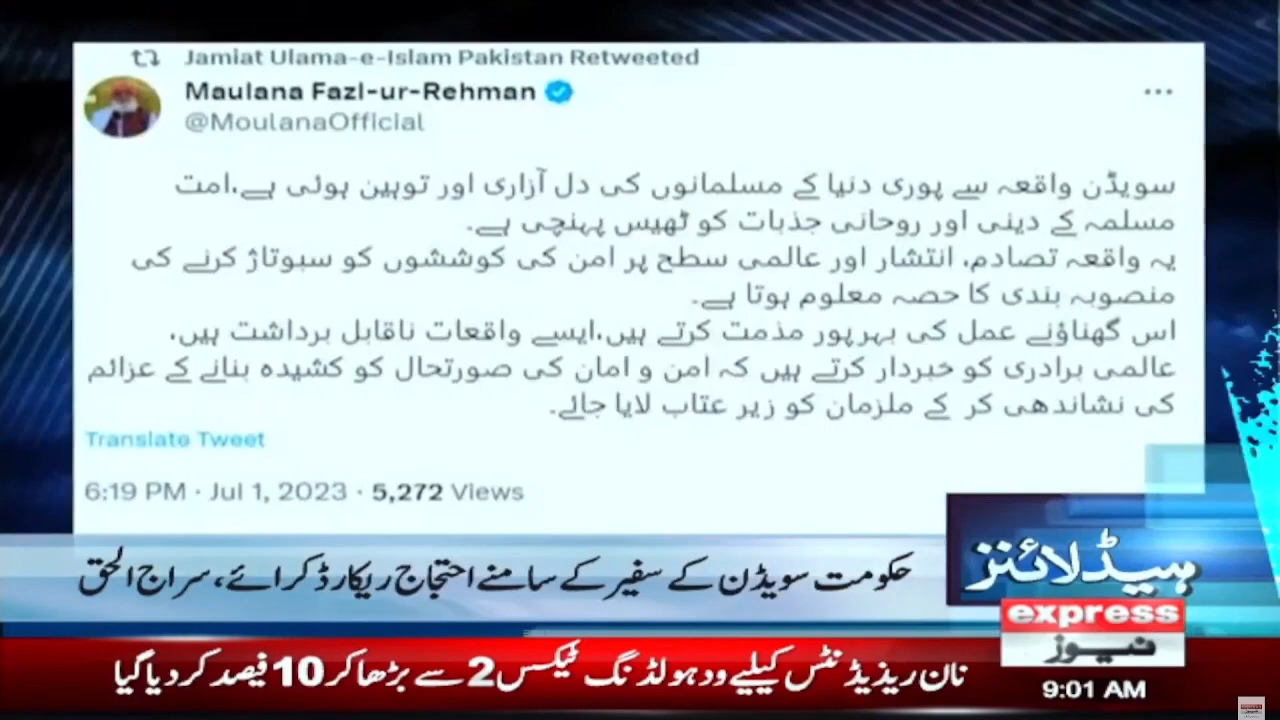 Jamiat Ulama-e-Islam Pakistan Retweeted
Maulana Fazl-ur-Rehman
@MoulanaOfficial
سویڈن واقعہ سے پوری دنیا کے مسلمانوں کی دل آزاری اور توہین ہوئی ہے،امت
مسلمہ کے دینی اور روحانی جذبات کو ٹھیس پہنچی ہے۔
یہ واقعہ تصادم، انتشار اور عالمی سطح پر امن کی کوششوں کو سبوتاژ کرنے کی
منصوبہ بندی کا حصہ معلوم ہوتا ہے۔
اس گھناؤنے عمل کی بھرپور مذمت کرتے ہیں،ایسے واقعات ناقابل برداشت ہیں،
عالمی برادری کو خبردار کرتے ہیں کہ امن و امان کی صورتحال کو کشیدہ بنانے کے عزائم
کی نشاندھی کر کے ملزمان کو زیر عتاب لایا جائے۔
Translate Tweet
6:19 PM · Jul 1, 2023 · 5,272 Views
حکومت سویڈن کے سفیر کے سامنے احتجاج ریکارڈ کرائے، سراج الحق
ہیڈلائنز
express
نیوز
نان ریذیڈنٹس کیلیے ودہولڈنگ ٹیکس 2 سے بڑھا کر 10 فیصد کر دیا گیا
9:01 AM